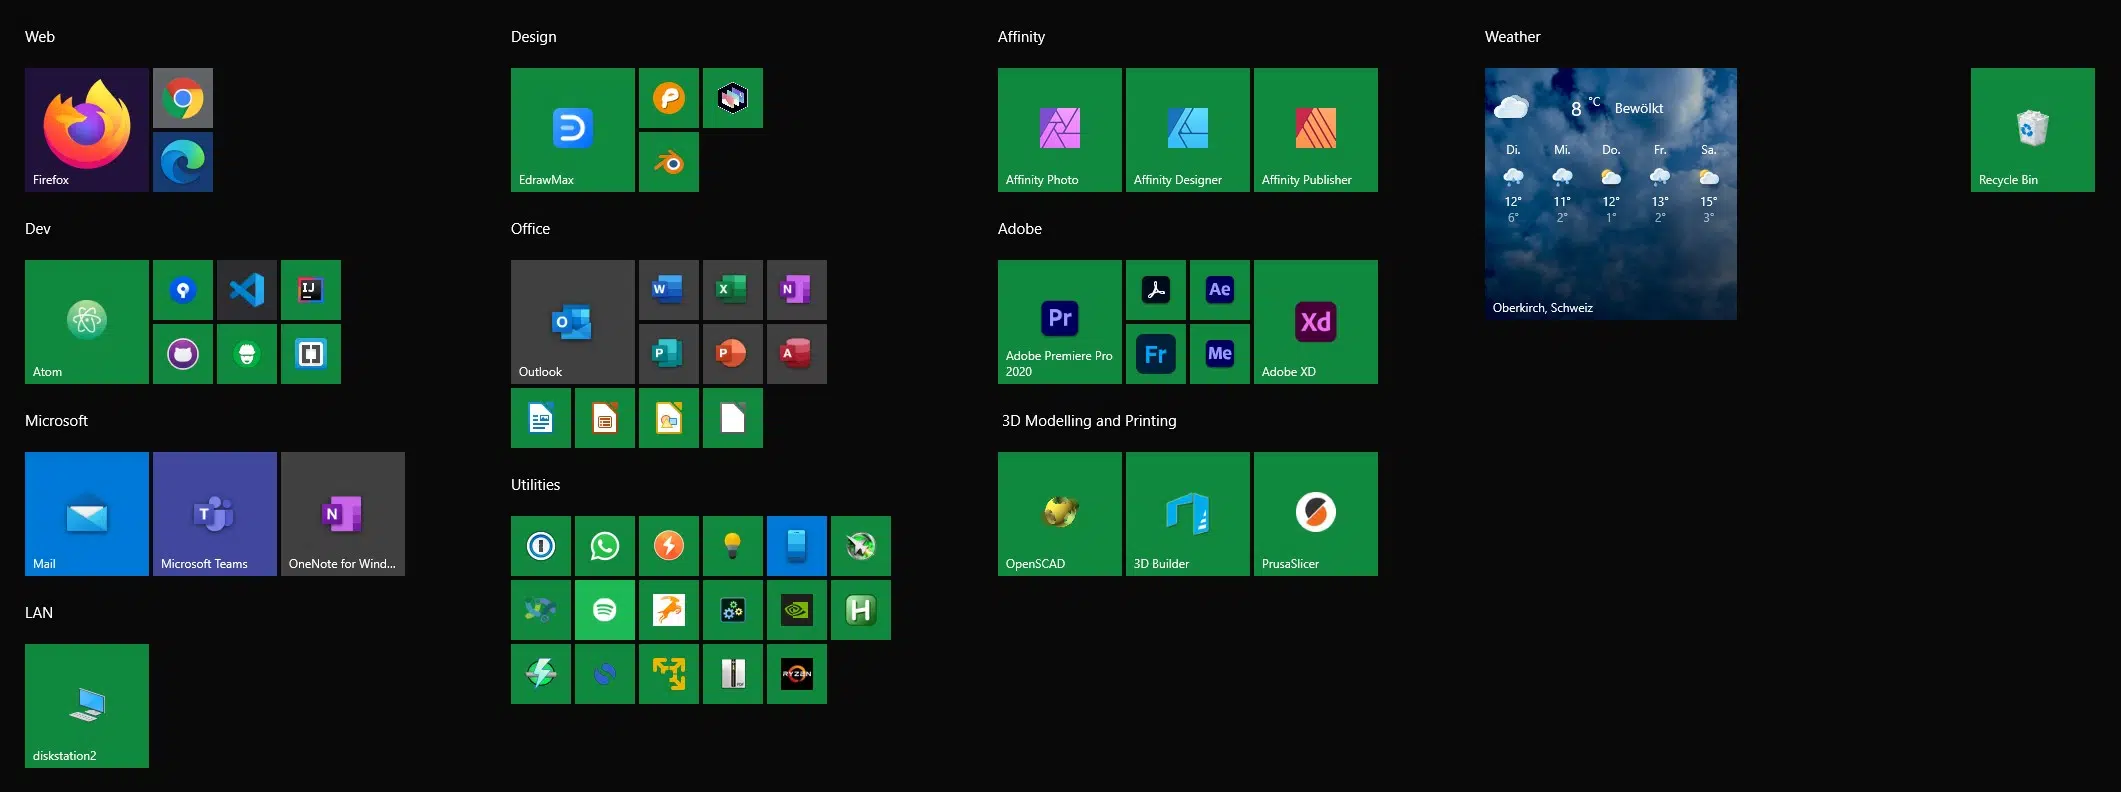 Web
Firefox
Dev
IJ
Atom
Microsoft
Mail
T
Microsoft Teams
N
OneNote for Wind...
LAN
diskstation2
Design
EdrawMax
Office
O
Outlook
W
X
N
P
P
A
Utilities
H
PDF
RYZEN
Affinity
Affinity Photo
Affinity Designer
Affinity Publisher
Adobe
Pr
Adobe Premiere Pro
2020
Ae
Fr
Me
Xd
Adobe XD
3D Modelling and Printing
OpenSCAD
3D Builder
PrusaSlicer
Weather
8 °C Bewölkt
Di. Mi. Do. Fr. Sa.
12° 11° 12° 13° 15°
6° 2° 1° 2° 3°
Oberkirch, Schweiz
Recycle Bin